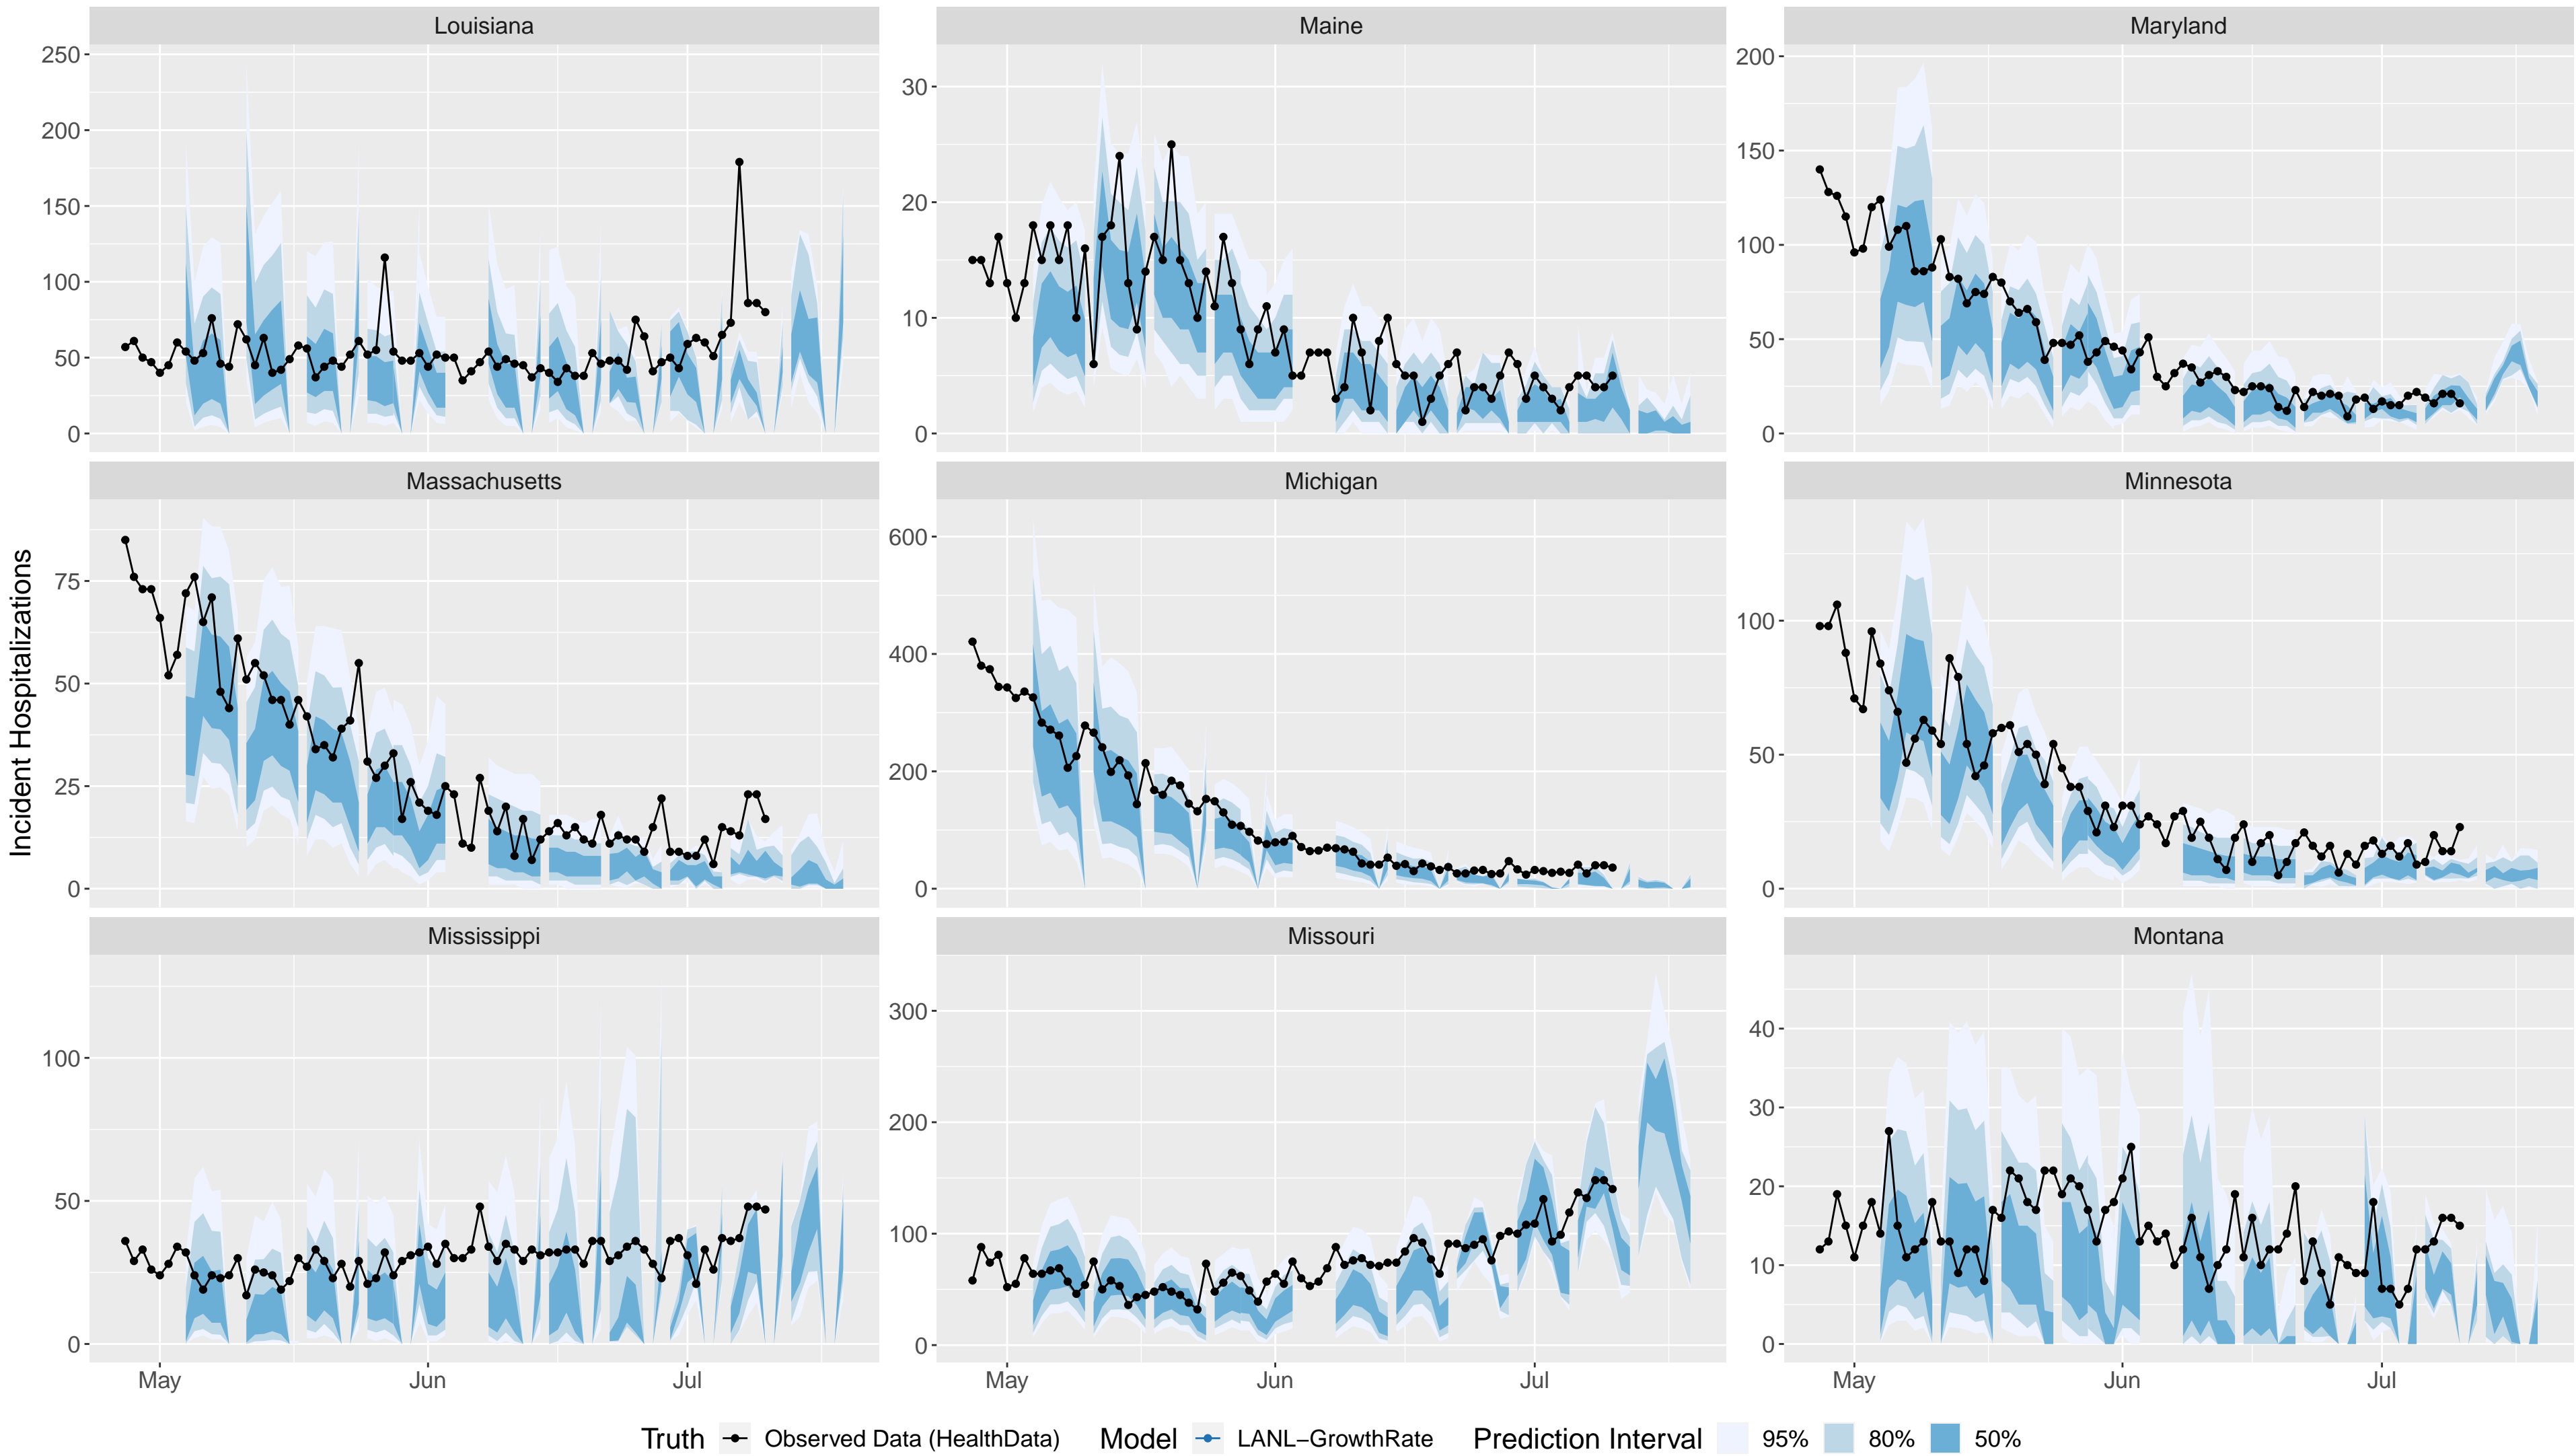 Louisiana
Maine
Maryland
250
200
150
100
50
0
30
20
10
0
200
150
100
50
0
Incident Hospitalizations
Massachusetts
Michigan
Minnesota
75
50
25
0
600
400
200
0
100
50
0
Mississippi
Missouri
Montana
100
50
0
300
200
100
0
40
30
20
10
0
May Jun Jul
May Jun Jul
May Jun Jul
Truth Observed Data (HealthData) Model LANL−GrowthRate Prediction Interval 95% 80% 50%